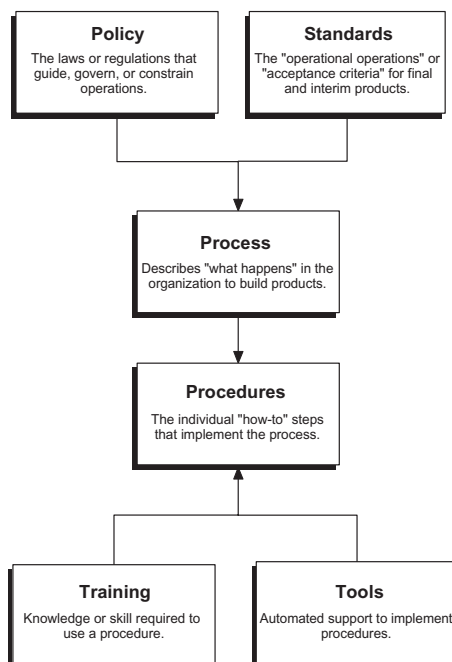 Policy
The laws or regulations that
guide, govern, or constrain
operations.
Standards
The "operational operations" or
"acceptance criteria" for final
and interim products.
Process
Describes "what happens" in the
organization to build products.
Procedures
The individual "how-to" steps
that implement the process.
Training
Knowledge or skill required to
use a procedure.
Tools
Automated support to implement
procedures.